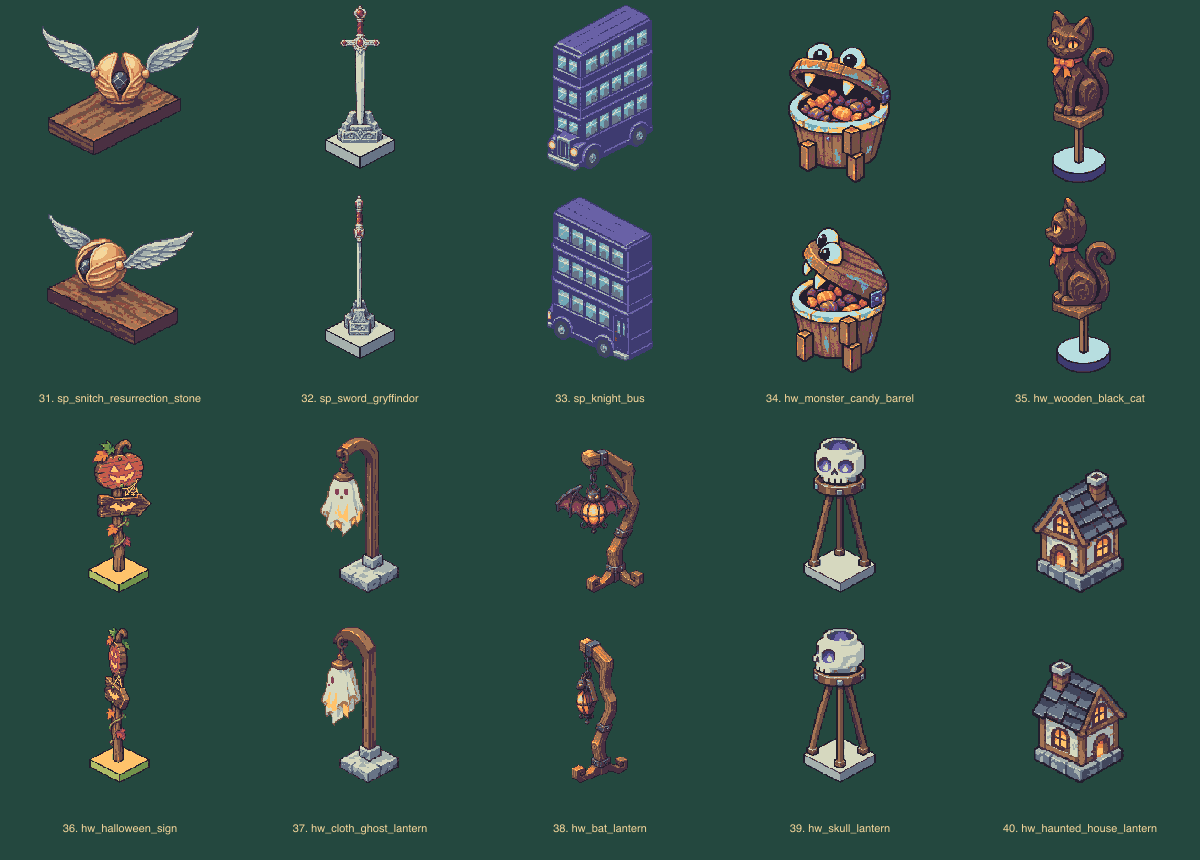 31. sp_snitch_resurrection_stone
32. sp_sword_gryffindor
33. sp_knight_bus
34. hw_monster_candy_barrel
35. hw_wooden_black_cat
36. hw_halloween_sign
37. hw_cloth_ghost_lantern
38. hw_bat_lantern
39. hw_skull_lantern
40. hw_haunted_house_lantern